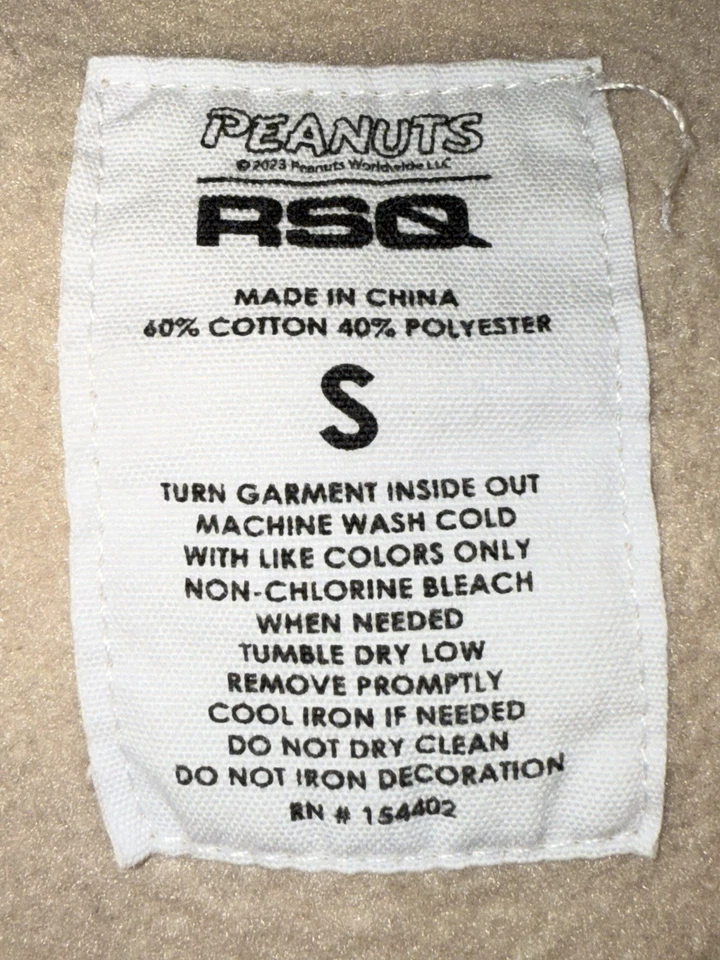 PEANUTS
© 2023 Peanuts Worldwide LLC
RSQ
MADE IN CHINA
60% COTTON 40% POLYESTER
S
TURN GARMENT INSIDE OUT
MACHINE WASH COLD
WITH LIKE COLORS ONLY
NON-CHLORINE BLEACH
WHEN NEEDED
TUMBLE DRY LOW
REMOVE PROMPTLY
COOL IRON IF NEEDED
DO NOT DRY CLEAN
DO NOT IRON DECORATION
RN # 154402